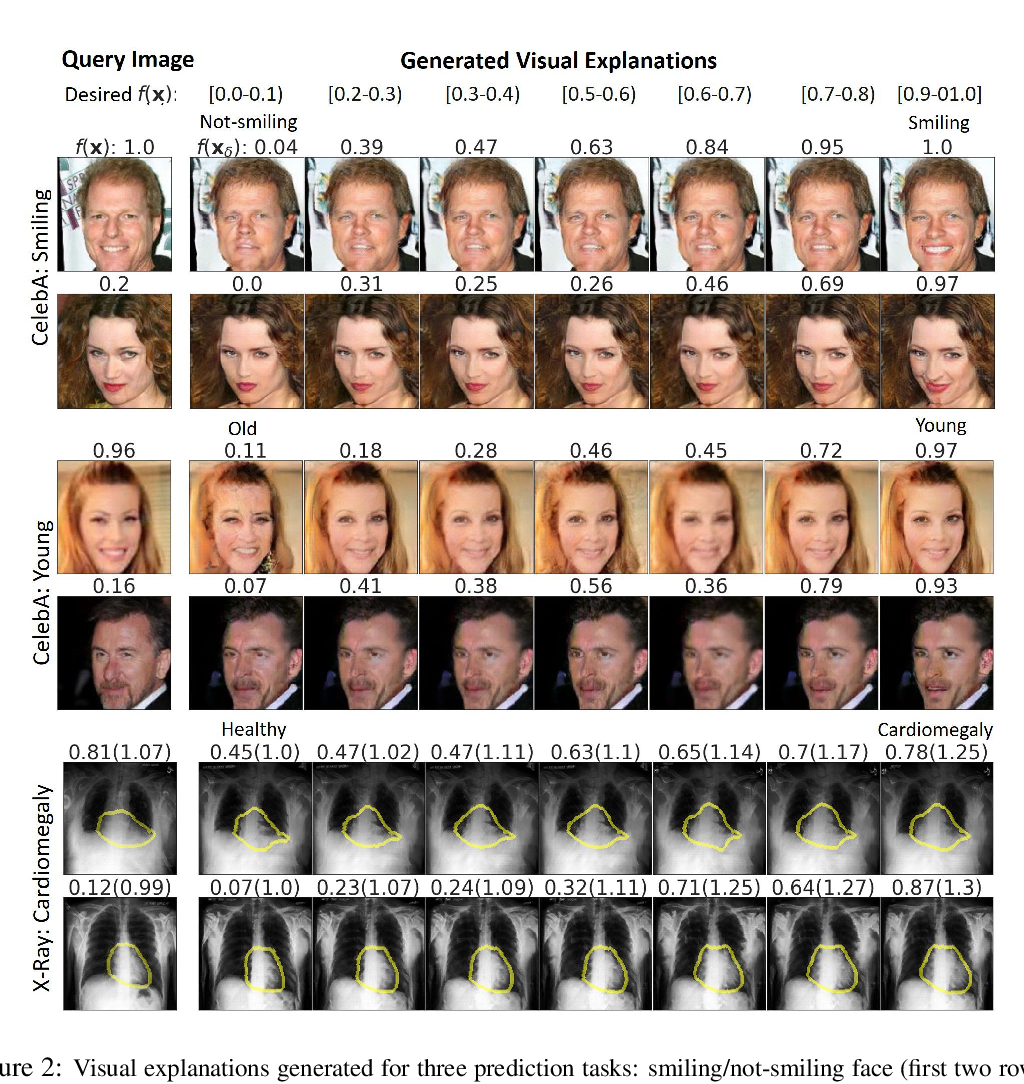 Query Image Generated Visual Explanations
Desired f(x): [0.0-0.1) [0.2-0.3) [0.3-0.4) [0.5-0.6) [0.6-0.7) [0.7-0.8) [0.9-01.0]
Not-smiling Smiling
f(x): 1.0 f(xδ): 0.04 0.39 0.47 0.63 0.84 0.95 1.0
CelebA: Smiling
0.2 0.0 0.31 0.25 0.26 0.46 0.69 0.97
Old Young
0.96 0.11 0.18 0.28 0.46 0.45 0.72 0.97
CelebA: Young
0.16 0.07 0.41 0.38 0.56 0.36 0.79 0.93
Healthy Cardiomegaly
0.81(1.07) 0.45(1.0) 0.47(1.02) 0.47(1.11) 0.63(1.1) 0.65(1.14) 0.7(1.17) 0.78(1.25)
X-Ray: Cardiomegaly
0.12(0.99) 0.07(1.0) 0.23(1.07) 0.24(1.09) 0.32(1.11) 0.71(1.25) 0.64(1.27) 0.87(1.3)
ure 2: Visual explanations generated for three prediction tasks: smiling/not-smiling face (first two rov